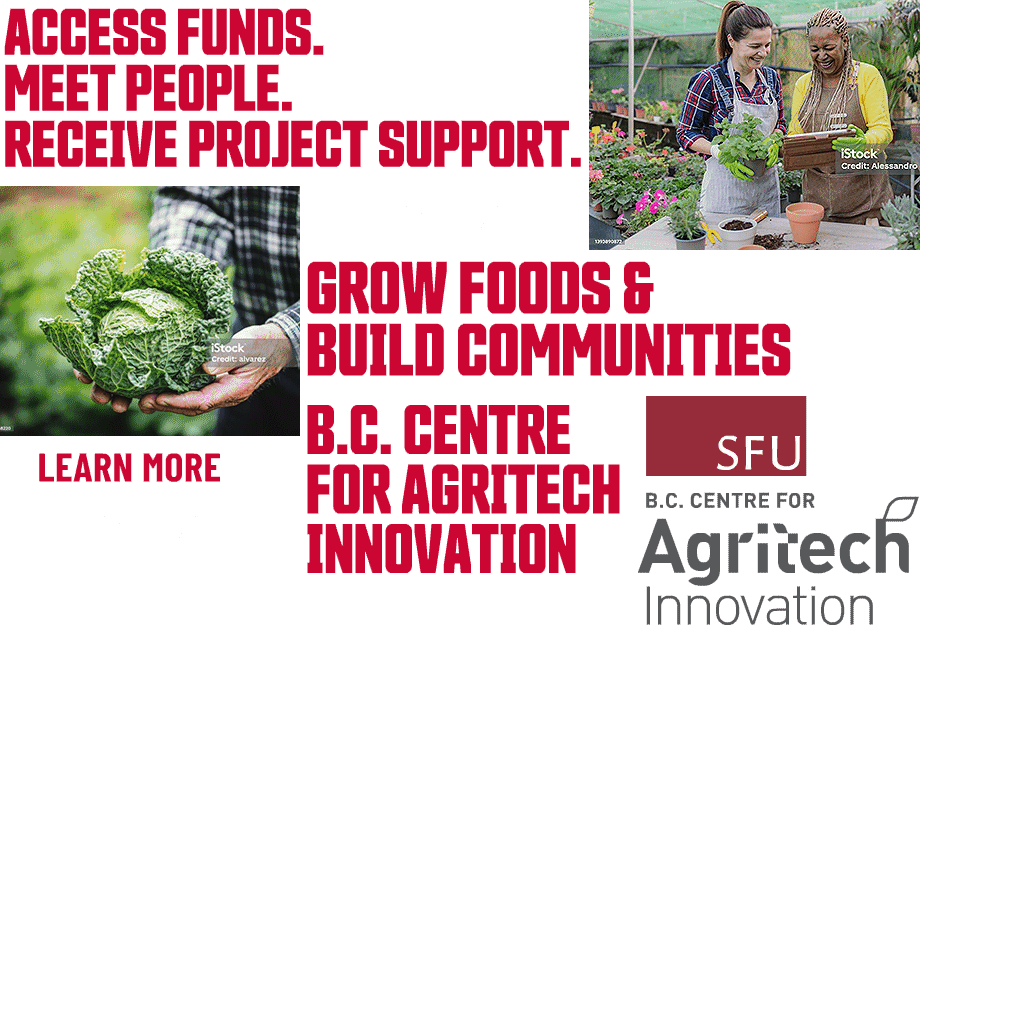 ACCESS FUNDS.
MEET PEOPLE.
RECEIVE PROJECT SUPPORT.
iStock
Credit: Alessandro
1393890872
iStock
Credit: alvarez
GROW FOODS &
BUILD COMMUNITIES
LEARN MORE
B.C. CENTRE
FOR AGRITECH
INNOVATION
SFU
B.C. CENTRE FOR
Agritech
Innovation